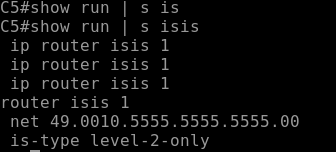 C5#show run | s is
C5#show run | s isis
 ip router isis 1
 ip router isis 1
 ip router isis 1
router isis 1
 net 49.0010.5555.5555.5555.00
 is-type level-2-only